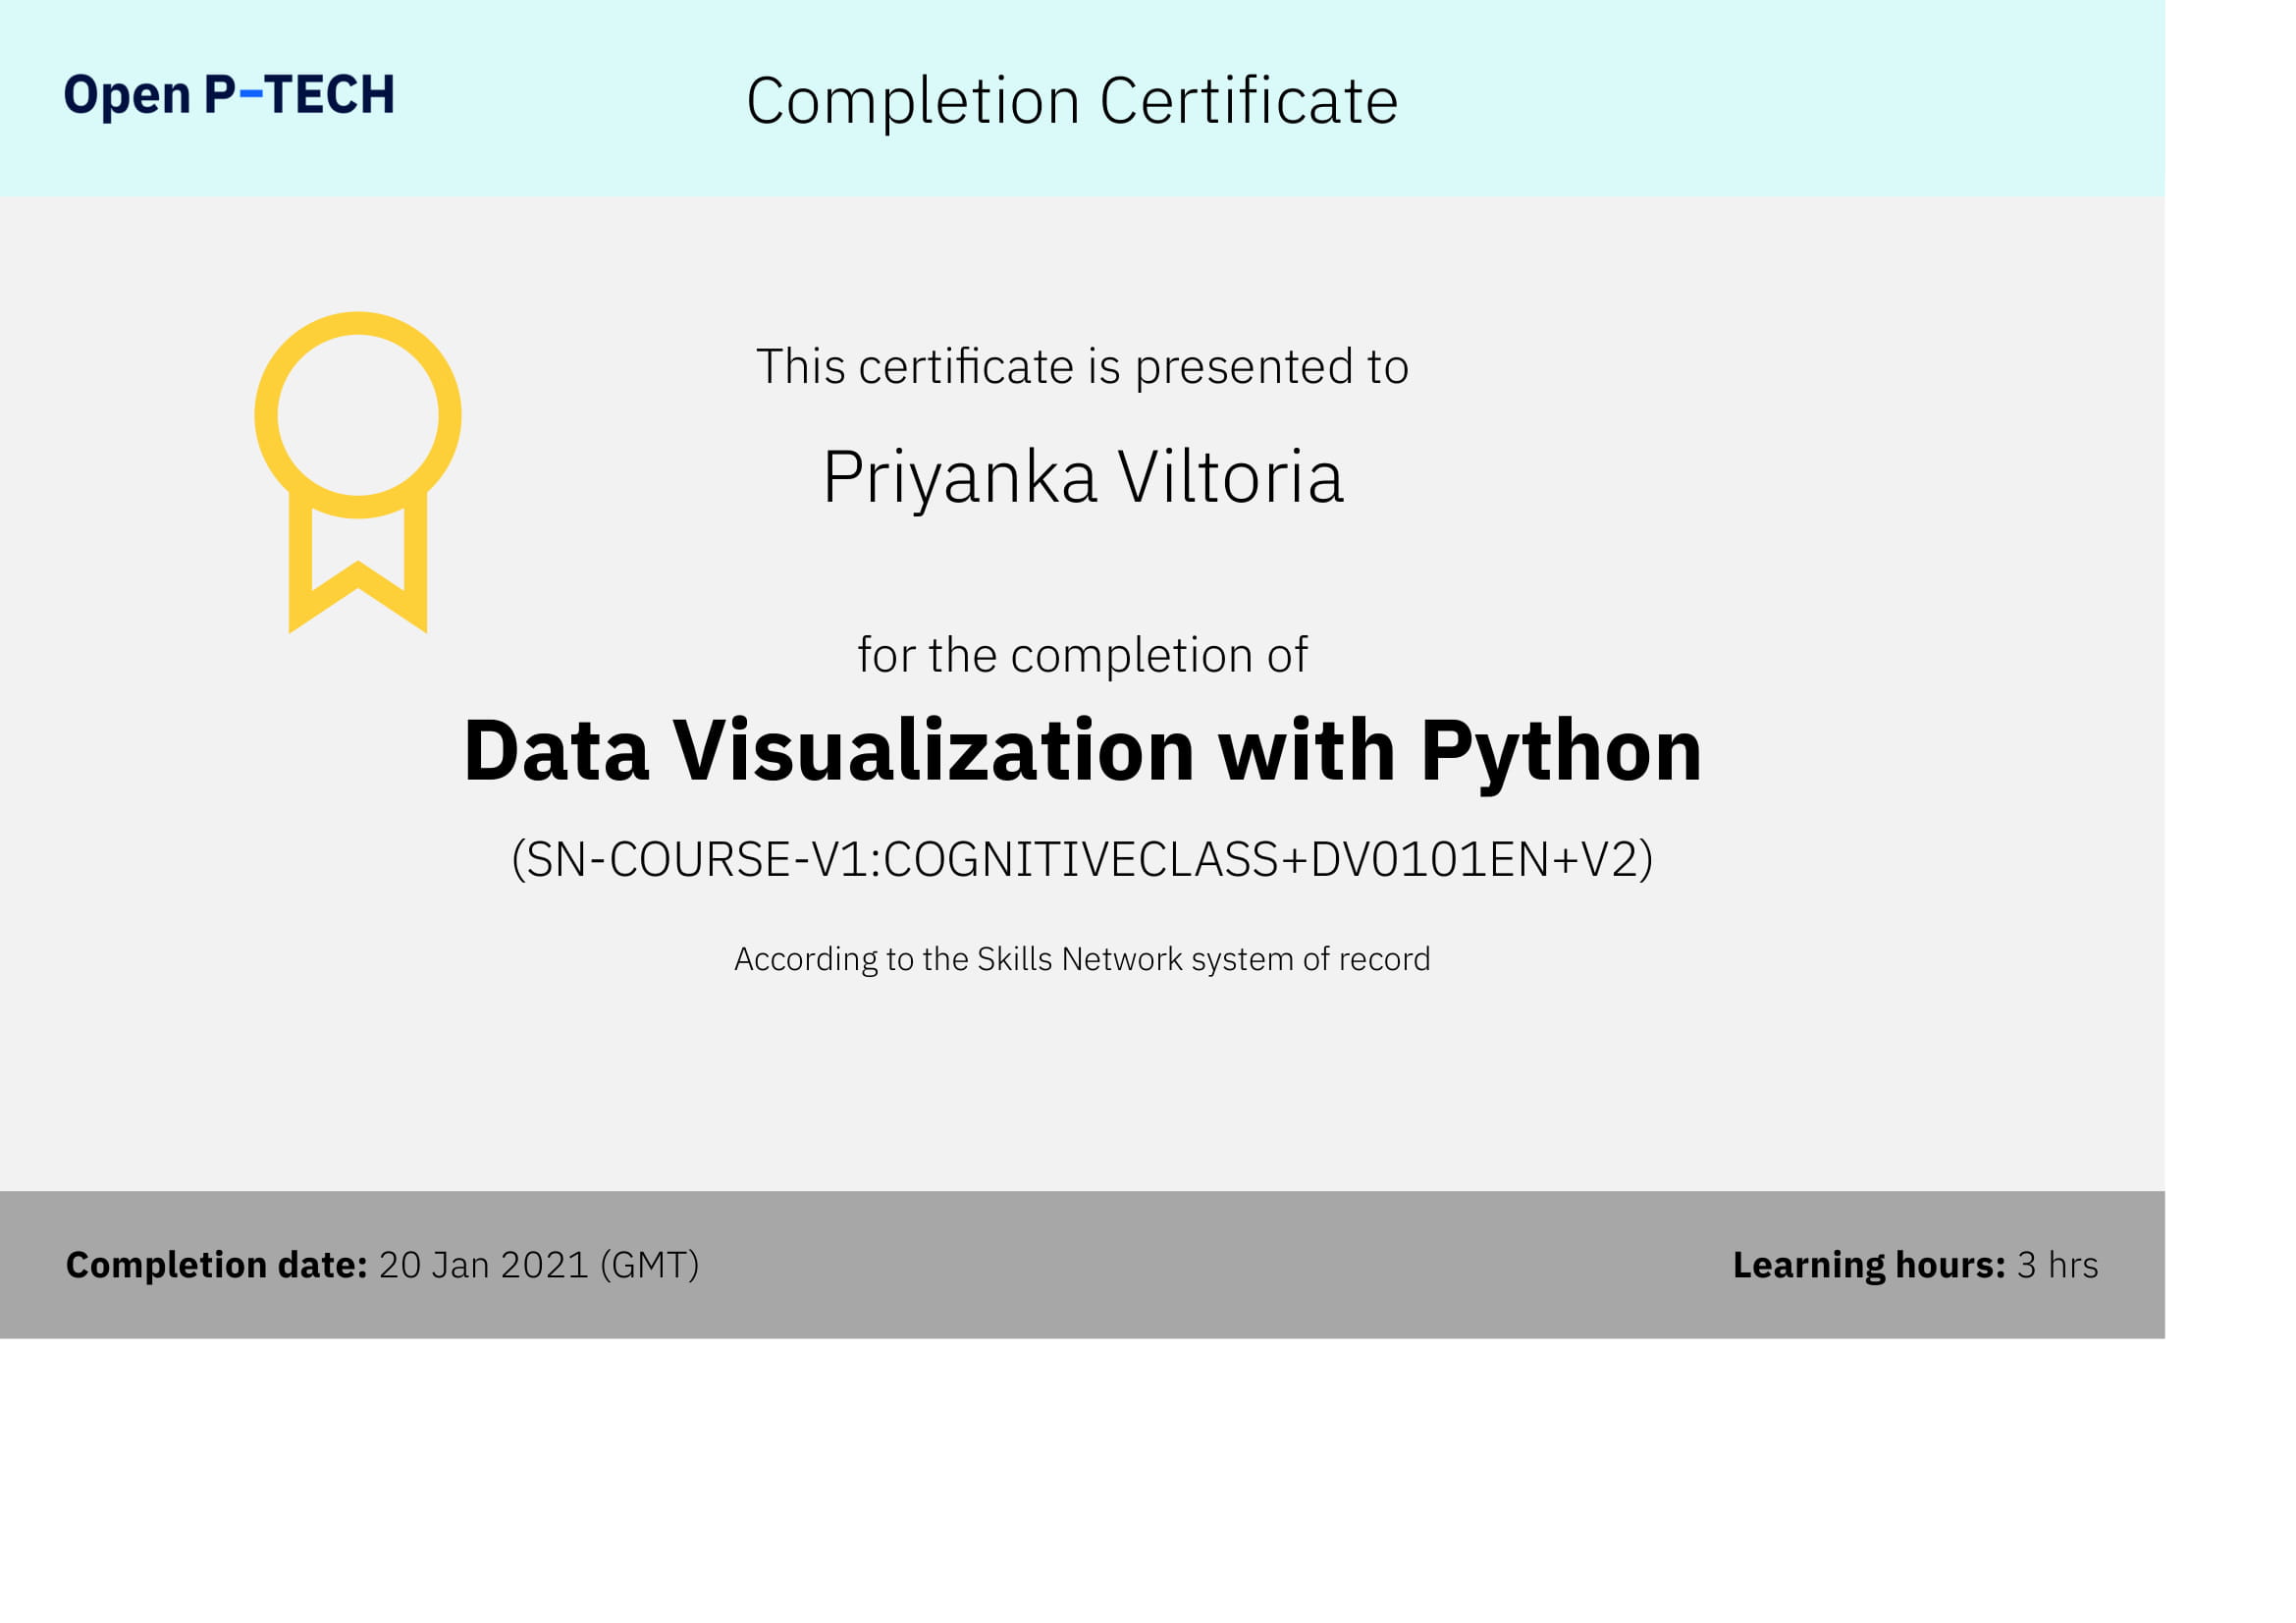 Open P-TECH
Completion Certificate
This certificate is presented to
Priyanka Viltoria
for the completion of
Data Visualization with Python
(SN-COURSE-V1:COGNITIVECLASS+DV0101EN+V2)
According to the Skills Network system of record
Completion date: 20 Jan 2021 (GMT)
Learning hours: 3 hrs